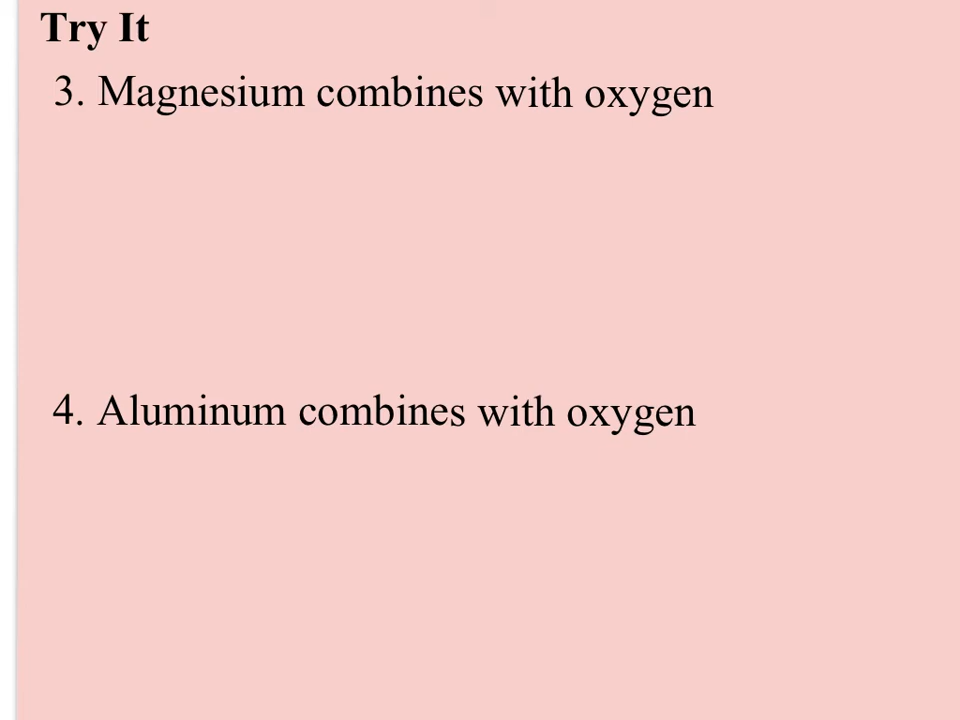 Try It
3. Magnesium combines with oxygen
4. Aluminum combines with oxygen